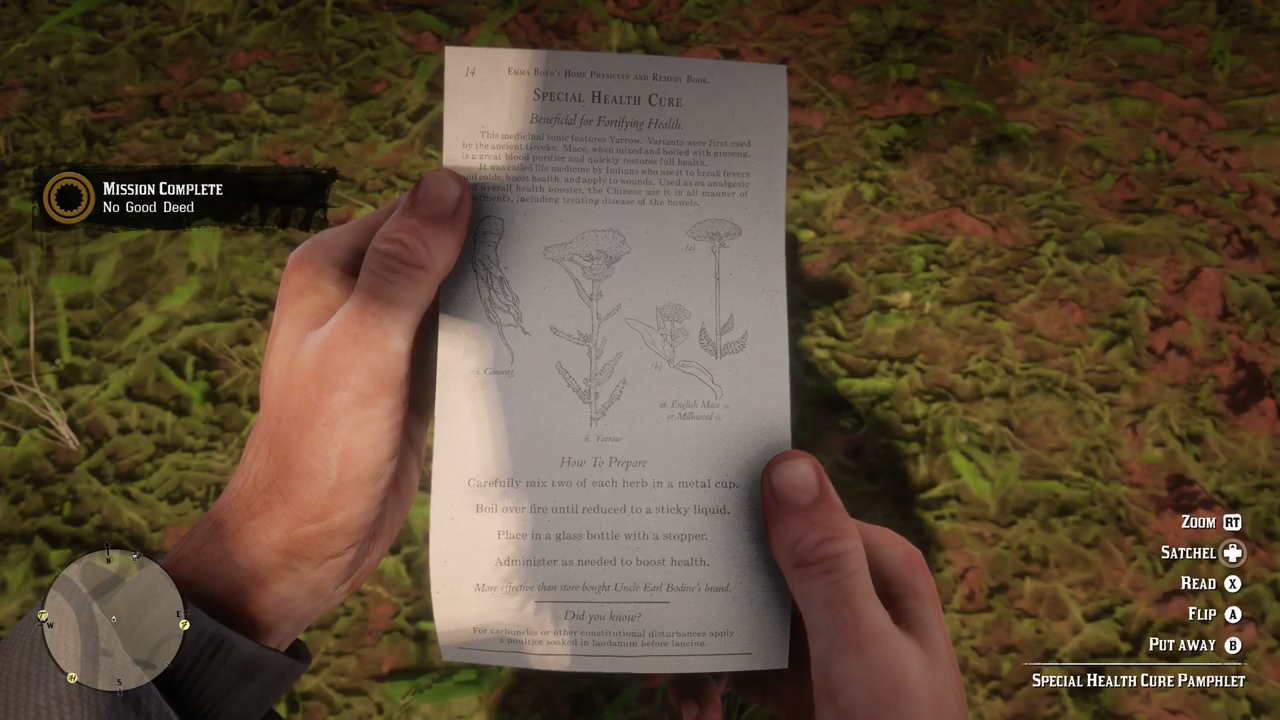 14
Emma Boyd's Home Physician and Remedy Book.
Special Health Cure
Beneficial for Fortifying Health.
This medicinal tonic features Yarrow. Variants were first used
by the ancient Greeks. Mace, when mixed and boiled with ginseng,
is a great blood purifier and quickly restores full health.
It was called life medicine by Indians who use it to break fevers
and colds, boost health, and apply to wounds. Used as an analgesic
overall health booster, the Chinese use it in all manner of
including treating disease of the bowels.
(a)
(b)
i. Ginseng
iii. English Mace (a)
or Milkweed (b)
ii. Yarrow
How To Prepare
Carefully mix two of each herb in a metal cup.
Boil over fire until reduced to a sticky liquid.
Place in a glass bottle with a stopper.
Administer as needed to boost health.
More effective than store-bought Uncle Earl Bodine's brand.
Did you know?
For carbuncles or other constitutional disturbances apply
a poultice soaked in laudanum before lancing.
Mission Complete
No Good Deed
N
E
S
W
Zoom RT
Satchel
Read X
Flip A
Put away B
Special Health Cure Pamphlet